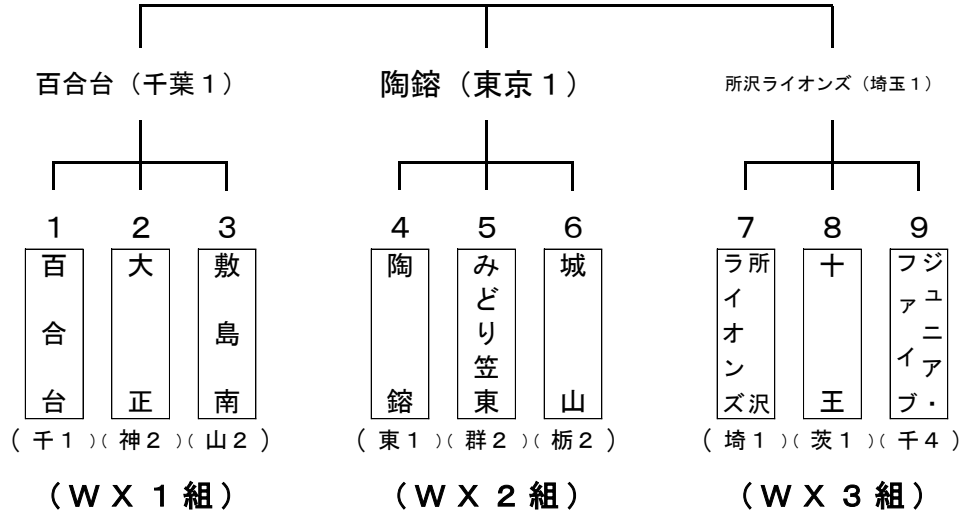 百合台（千葉１） 陶鎔（東京１） 所沢ライオンズ（埼玉１）
１ ２ ３ ４ ５ ６ ７ ８ ９
百合台
大正
敷島南
陶鎔
みどり笠東
城山
所沢ライオンズ
十王
ジュニア・ファイブ
（千１）（神２）（山２） （東１）（群２）（栃２） （埼１）（茨１）（千４）
（ＷＸ１組） （ＷＸ２組） （ＷＸ３組）